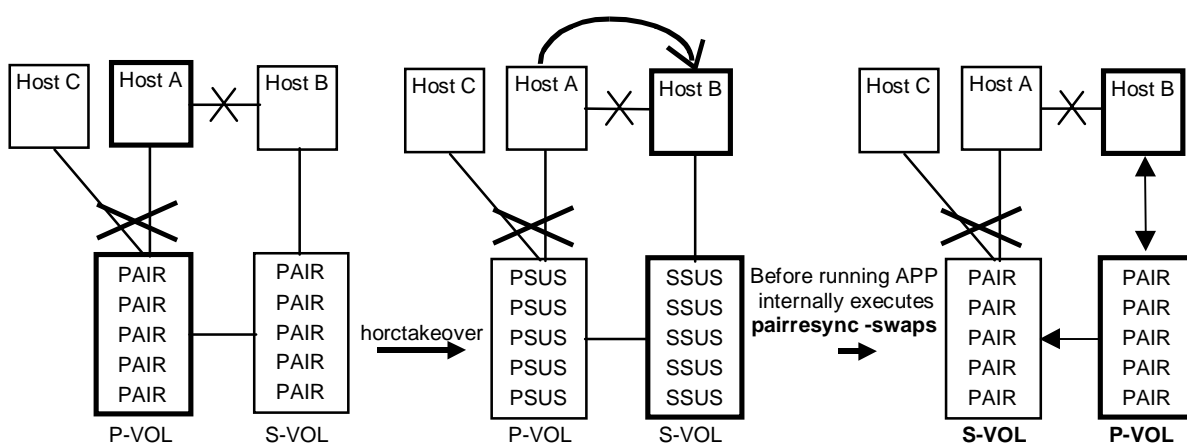 Host C
Host A
Host B
PAIR
PAIR
PAIR
PAIR
PAIR
P-VOL
PAIR
PAIR
PAIR
PAIR
PAIR
S-VOL
horctakeover
Host C
Host A
Host B
PSUS
PSUS
PSUS
PSUS
PSUS
P-VOL
SSUS
SSUS
SSUS
SSUS
SSUS
S-VOL
Before running APP
internally executes
pairresync -swaps
Host C
Host A
Host B
PAIR
PAIR
PAIR
PAIR
PAIR
S-VOL
PAIR
PAIR
PAIR
PAIR
PAIR
P-VOL